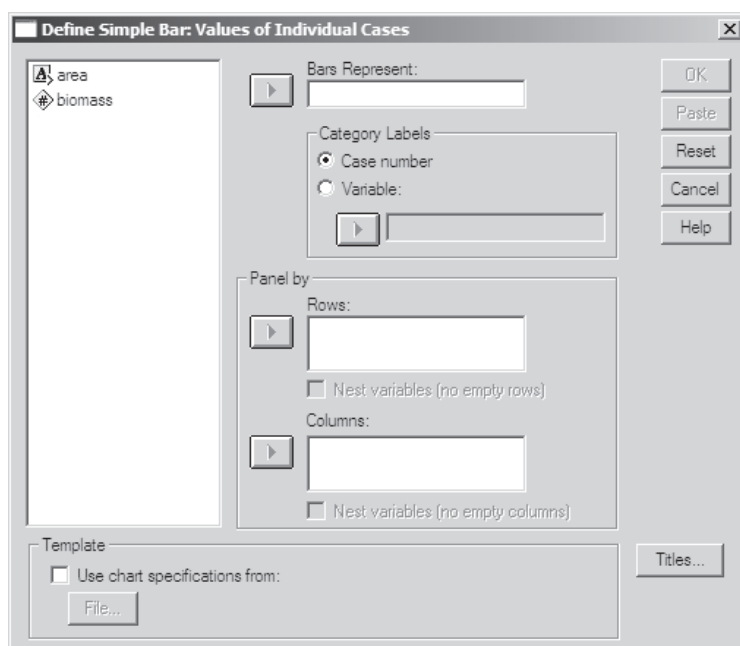 Define Simple Bar: Values of Individual Cases
area
biomass
Bars Represent:
Category Labels
Case number
Variable:
Panel by
Rows:
Nest variables (no empty rows)
Columns:
Nest variables (no empty columns)
OK
Paste
Reset
Cancel
Help
Template
Use chart specifications from:
File...
Titles...